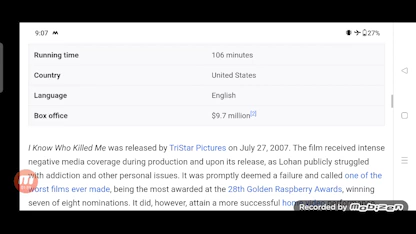 9:07 M 27%
Running time 106 minutes
Country United States
Language English
Box office $9.7 million[2]
I Know Who Killed Me was released by TriStar Pictures on July 27, 2007. The film received intense
negative media coverage during production and upon its release, as Lohan publicly struggled
with addiction and other personal issues. It was promptly deemed a failure and called one of the
worst films ever made, being the most awarded at the 28th Golden Raspberry Awards, winning
seven of eight nominations. It did, however, attain a more successful home video performance,
Recorded by Mobizen